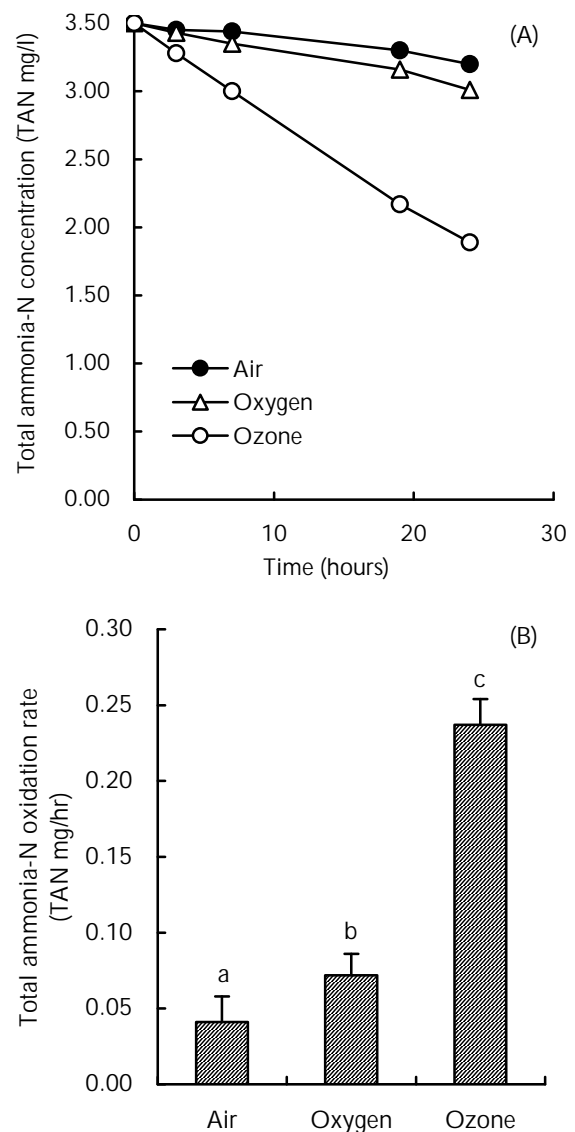 3.50
3.00
2.50
2.00
1.50
1.00
0.50
0.00
Total ammonia-N concentration (TAN mg/l)
(A)
Air
Oxygen
Ozone
0
10
20
30
Time (hours)
0.30
0.25
0.20
0.15
0.10
0.05
0.00
Total ammonia-N oxidation rate
(TAN mg/hr)
(B)
a
b
c
Air
Oxygen
Ozone